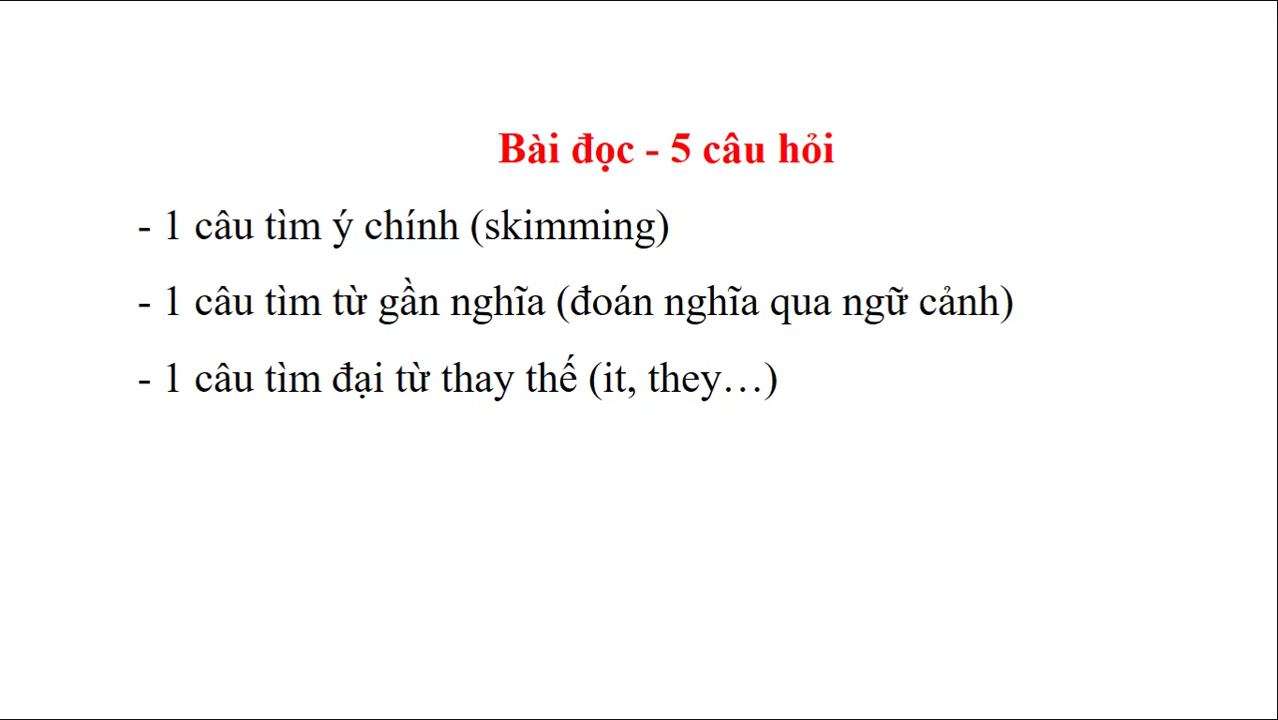 Bài đọc - 5 câu hỏi
- 1 câu tìm ý chính (skimming)
- 1 câu tìm từ gần nghĩa (đoán nghĩa qua ngữ cảnh)
- 1 câu tìm đại từ thay thế (it, they…)